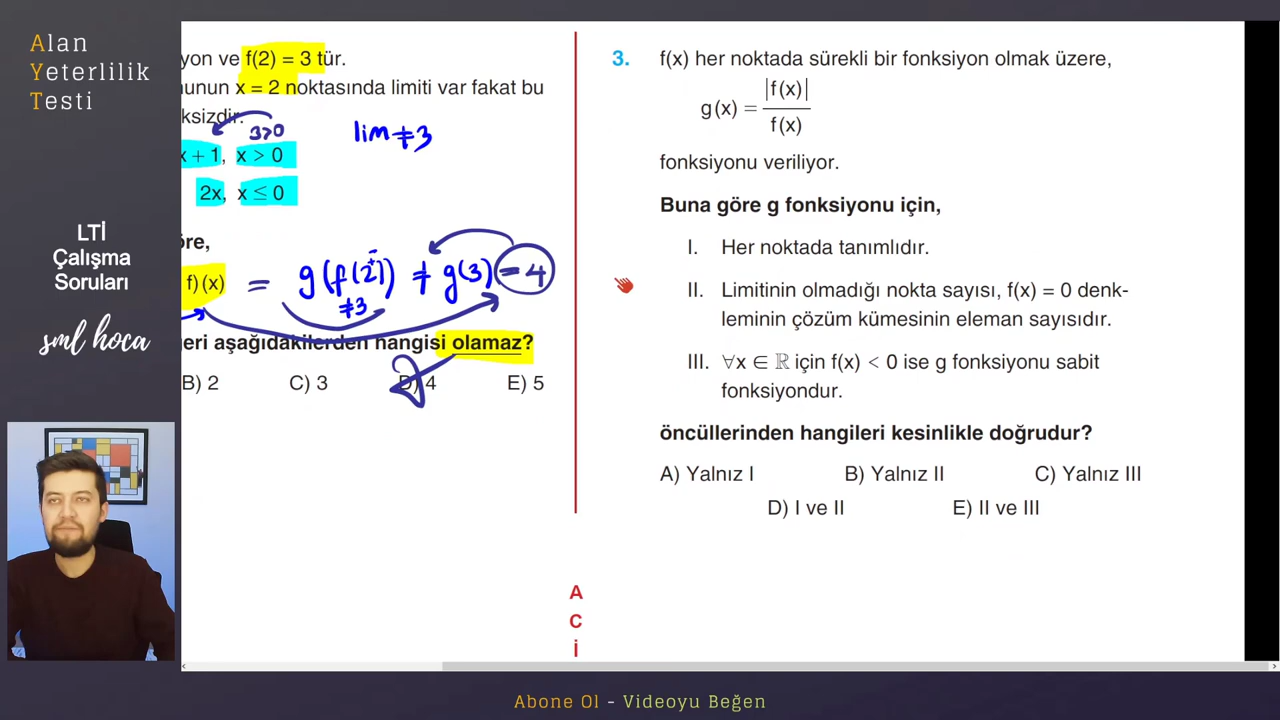 Alan
Yeterlilik
Testi
LTİ
Çalışma
Soruları
sml hoca
yon ve f(2) = 3 tür.
unun x = 2 noktasında limiti var fakat bu
ksizdir.
3>0
lim ≠ 3
x + 1, x > 0
2x, x ≤ 0
öre,
f)(x) = g(f(2)) ≠ g(3) = 4
≠3
eri aşağıdakilerden hangisi olamaz?
B) 2 C) 3 D) 4 E) 5
3. f(x) her noktada sürekli bir fonksiyon olmak üzere,
g(x) = |f(x)| / f(x)
fonksiyonu veriliyor.
Buna göre g fonksiyonu için,
I. Her noktada tanımlıdır.
II. Limitinin olmadığı nokta sayısı, f(x) = 0 denk-
leminin çözüm kümesinin eleman sayısıdır.
III. ∀x ∈ ℝ için f(x) < 0 ise g fonksiyonu sabit
fonksiyondur.
öncüllerinden hangileri kesinlikle doğrudur?
A) Yalnız I B) Yalnız II C) Yalnız III
D) I ve II E) II ve III
A
C
İ
Abone Ol - Videoyu Beğen